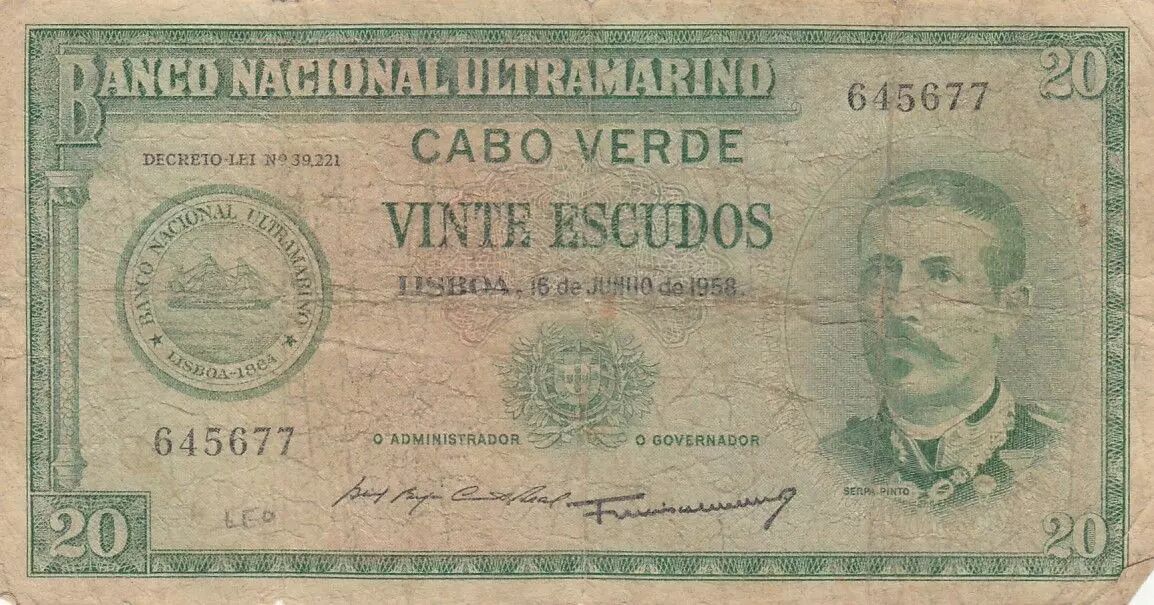 BANCO NACIONAL ULTRAMARINO
20
645677
CABO VERDE
DECRETO-LEI Nº 39,221
VINTE ESCUDOS
LISBOA, 16 de JUNHO de 1958.
BANCO NACIONAL ULTRAMARINO
LISBOA-1864
645677
O ADMINISTRADOR
O GOVERNADOR
SERPA PINTO
LEO
20
20